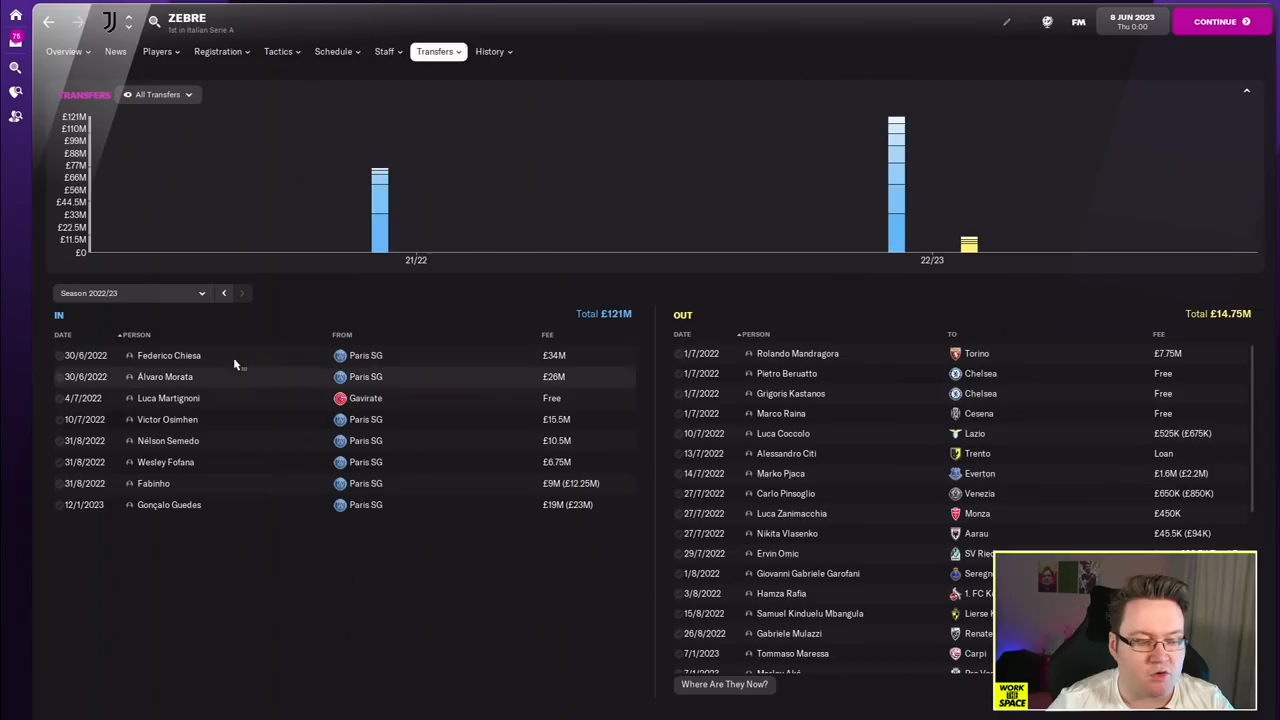 ZEBRE
1st in Italian Serie A
FM
8 JUN 2023
Thu 0:00
CONTINUE
75
Overview
News
Players
Registration
Tactics
Schedule
Staff
Transfers
History
TRANSFERS
All Transfers
£121M
£110M
£99M
£88M
£77M
£66M
£56M
£44.5M
£33M
£22.5M
£11.5M
£0
21/22
22/23
Season 2022/23
IN
Total £121M
DATE PERSON FROM FEE
30/6/2022 Federico Chiesa Paris SG £34M
30/6/2022 Álvaro Morata Paris SG £26M
4/7/2022 Luca Martignoni Gavirate Free
10/7/2022 Victor Osimhen Paris SG £15.5M
31/8/2022 Nélson Semedo Paris SG £10.5M
31/8/2022 Wesley Fofana Paris SG £6.75M
31/8/2022 Fabinho Paris SG £9M (£12.25M)
12/1/2023 Gonçalo Guedes Paris SG £19M (£23M)
OUT
Total £14.75M
DATE PERSON TO FEE
1/7/2022 Rolando Mandragora Torino £7.75M
1/7/2022 Pietro Beruatto Chelsea Free
1/7/2022 Grigoris Kastanos Chelsea Free
1/7/2022 Marco Raina Cesena Free
10/7/2022 Luca Coccolo Lazio £525K (£675K)
13/7/2022 Alessandro Citi Trento Loan
14/7/2022 Marko Pjaca Everton £1.6M (£2.2M)
27/7/2022 Carlo Pinsoglio Venezia £650K (£850K)
27/7/2022 Luca Zanimacchia Monza £450K
27/7/2022 Nikita Vlasenko Aarau £45.5K (£94K)
29/7/2022 Ervin Omic SV Ried
1/8/2022 Giovanni Gabriele Garofani Seregn
3/8/2022 Hamza Rafia 1. FC K
15/8/2022 Samuel Kinduelu Mbangula Lierse K
26/8/2022 Gabriele Mulazzi Renate
7/1/2023 Tommaso Maressa Carpi
Where Are They Now?
WORK
THE
SPACE